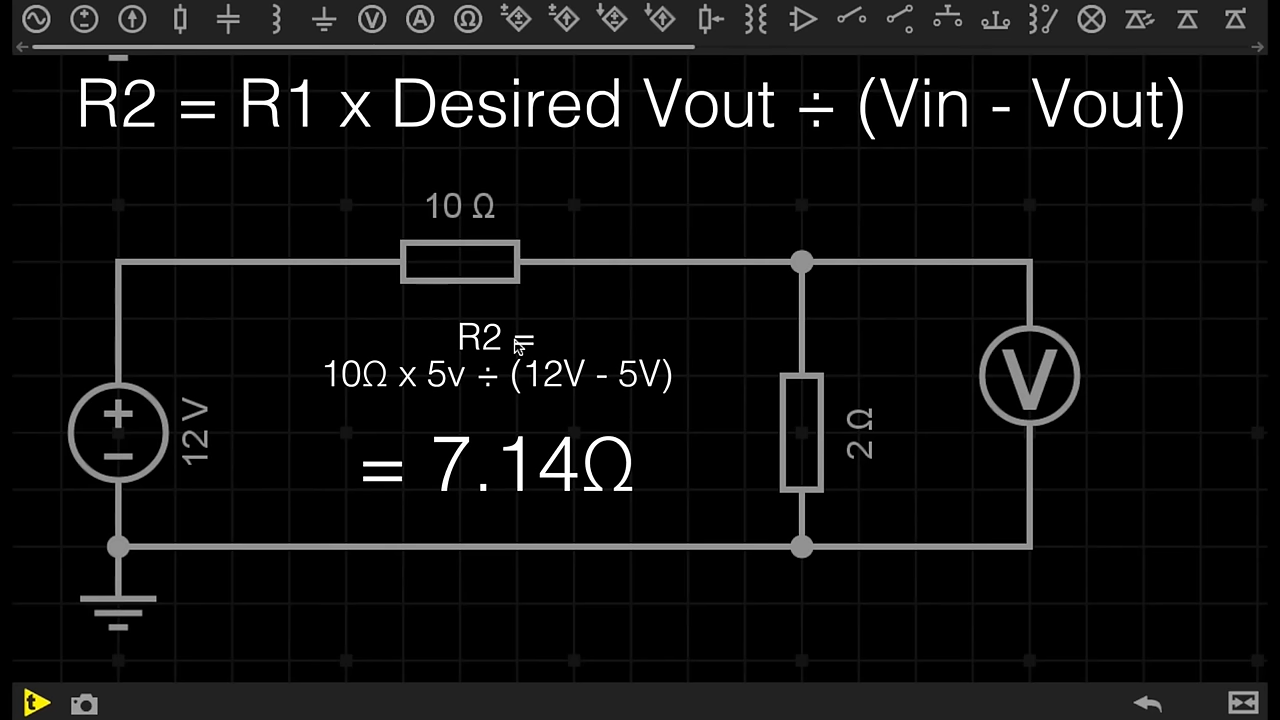 R2 = R1 x Desired Vout ÷ (Vin - Vout)
10 Ω
R2 =
10Ω x 5v ÷ (12V - 5V)
= 7.14Ω
12 V
2 Ω
V
V
A
Ω
t